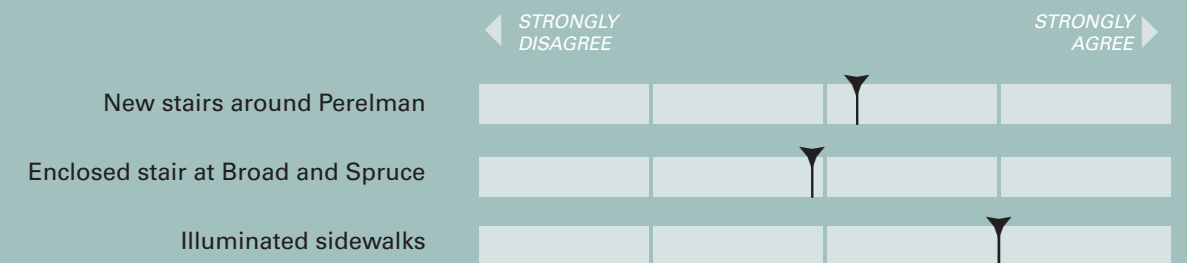 STRONGLY
DISAGREE
STRONGLY
AGREE
New stairs around Perelman
Enclosed stair at Broad and Spruce
Illuminated sidewalks